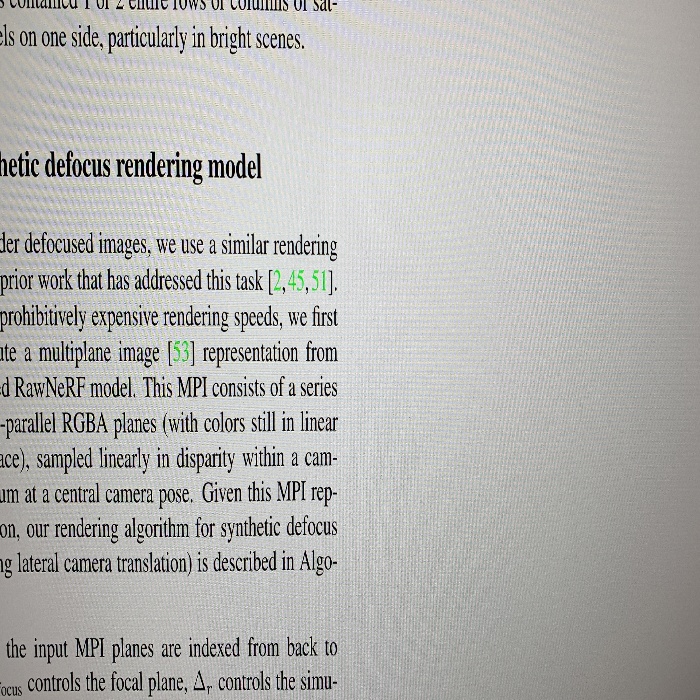 contained 1 or 2 entire rows or columns of sat-
els on one side, particularly in bright scenes.
hetic defocus rendering model
der defocused images, we use a similar rendering
prior work that has addressed this task [2,45,51].
prohibitively expensive rendering speeds, we first
ute a multiplane image [53] representation from
d RawNeRF model. This MPI consists of a series
-parallel RGBA planes (with colors still in linear
ace), sampled linearly in disparity within a cam-
um at a central camera pose. Given this MPI rep-
on, our rendering algorithm for synthetic defocus
ng lateral camera translation) is described in Algo-
the input MPI planes are indexed from back to
ocus controls the focal plane, Δr controls the simu-